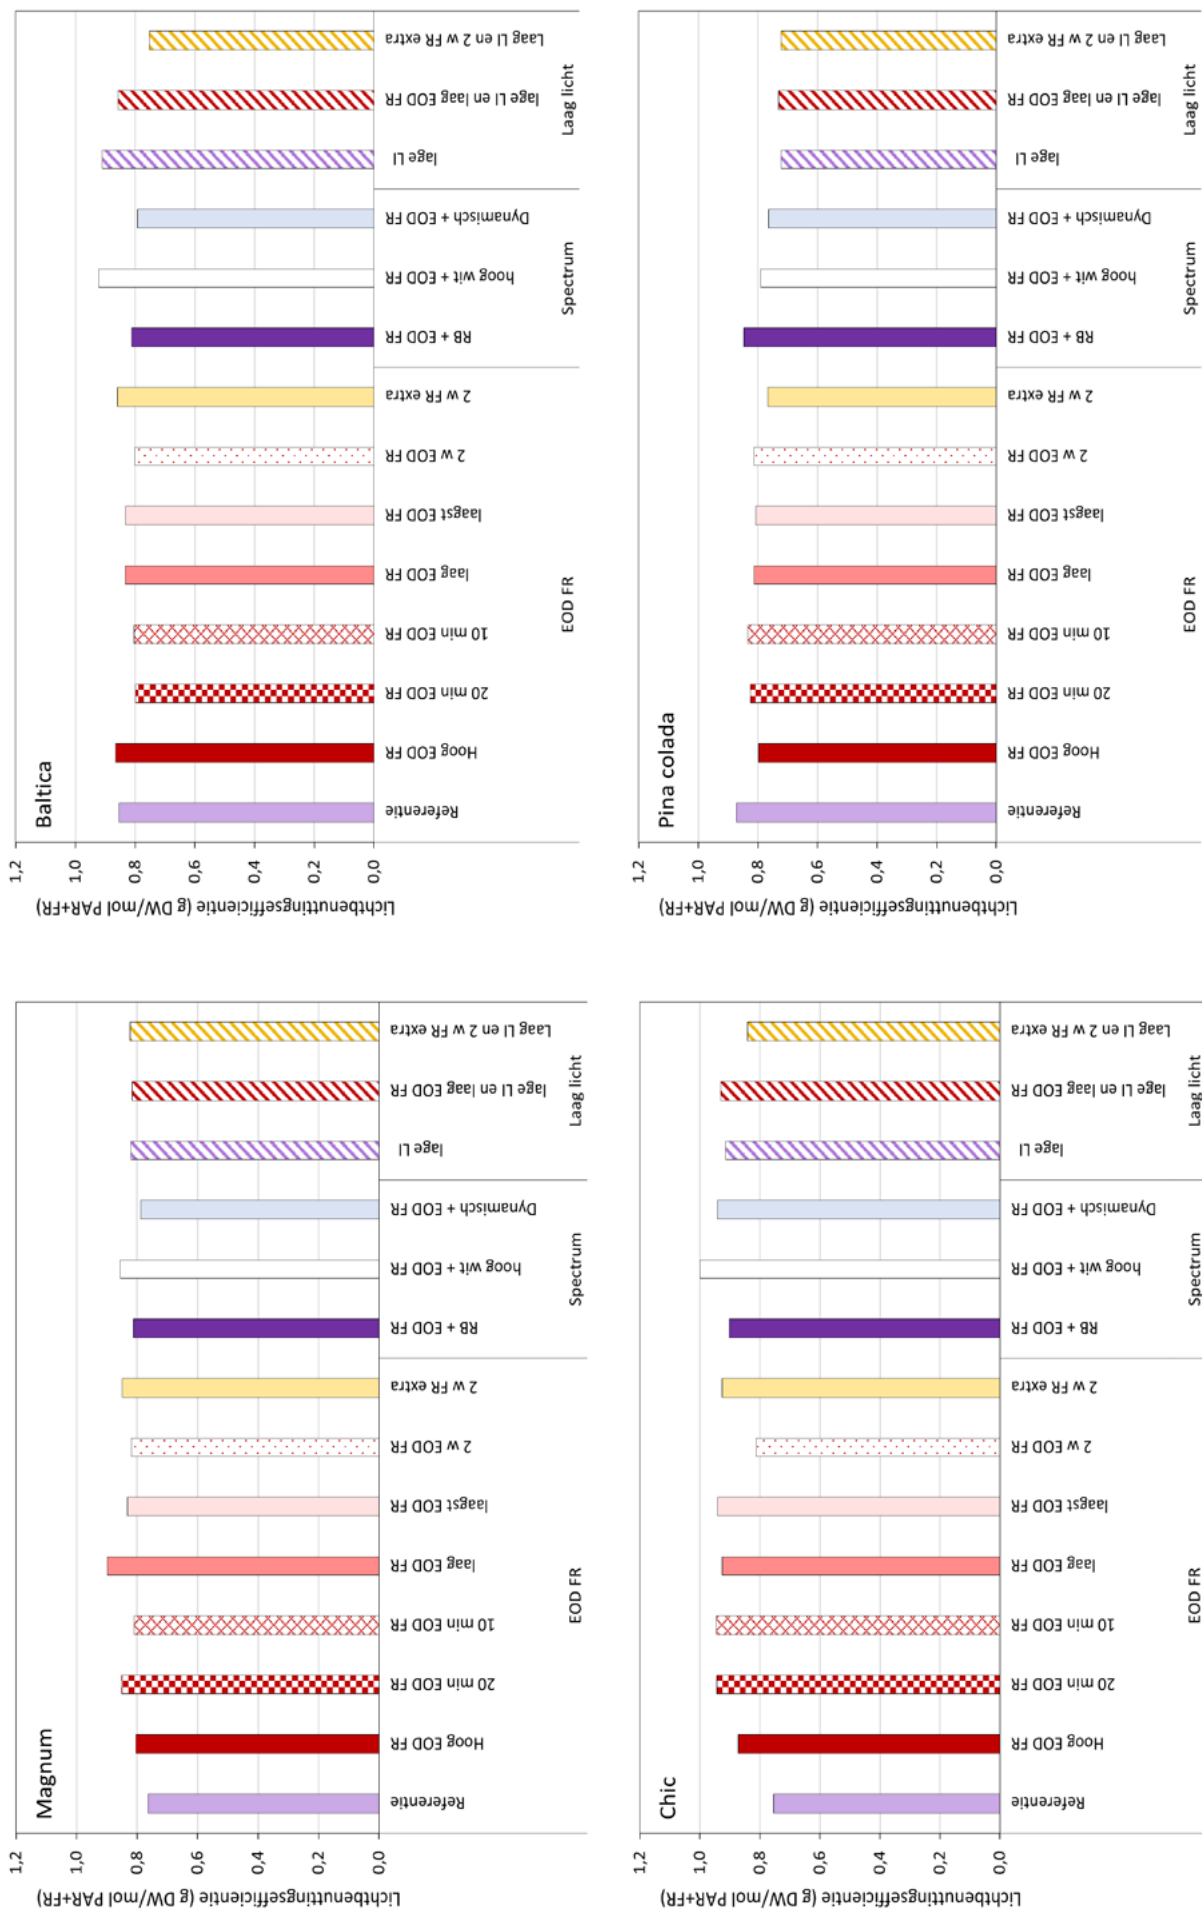 Magnum
Lichtbenuttingsefficientie (g DW/mol PAR+FR)
1,2
1,0
0,8
0,6
0,4
0,2
0,0
Referentie
Hoog EOD FR
20 min EOD FR
10 min EOD FR
laag EOD FR
laagst EOD FR
2 w EOD FR
2 w FR extra
RB + EOD FR
hoog wit + EOD FR
Dynamisch + EOD FR
lage LI
lage LI en laag EOD FR
Laag LI en 2 w FR extra
EOD FR
Spectrum
Laag licht
Baltica
Lichtbenuttingsefficientie (g DW/mol PAR+FR)
1,2
1,0
0,8
0,6
0,4
0,2
0,0
Referentie
Hoog EOD FR
20 min EOD FR
10 min EOD FR
laag EOD FR
laagst EOD FR
2 w EOD FR
2 w FR extra
RB + EOD FR
hoog wit + EOD FR
Dynamisch + EOD FR
lage LI
lage LI en laag EOD FR
Laag LI en 2 w FR extra
EOD FR
Spectrum
Laag licht
Chic
Lichtbenuttingsefficientie (g DW/mol PAR+FR)
1,2
1,0
0,8
0,6
0,4
0,2
0,0
Referentie
Hoog EOD FR
20 min EOD FR
10 min EOD FR
laag EOD FR
laagst EOD FR
2 w EOD FR
2 w FR extra
RB + EOD FR
hoog wit + EOD FR
Dynamisch + EOD FR
lage LI
lage LI en laag EOD FR
Laag LI en 2 w FR extra
EOD FR
Spectrum
Laag licht
Pina colada
Lichtbenuttingsefficientie (g DW/mol PAR+FR)
1,2
1,0
0,8
0,6
0,4
0,2
0,0
Referentie
Hoog EOD FR
20 min EOD FR
10 min EOD FR
laag EOD FR
laagst EOD FR
2 w EOD FR
2 w FR extra
RB + EOD FR
hoog wit + EOD FR
Dynamisch + EOD FR
lage LI
lage LI en laag EOD FR
Laag LI en 2 w FR extra
EOD FR
Spectrum
Laag licht